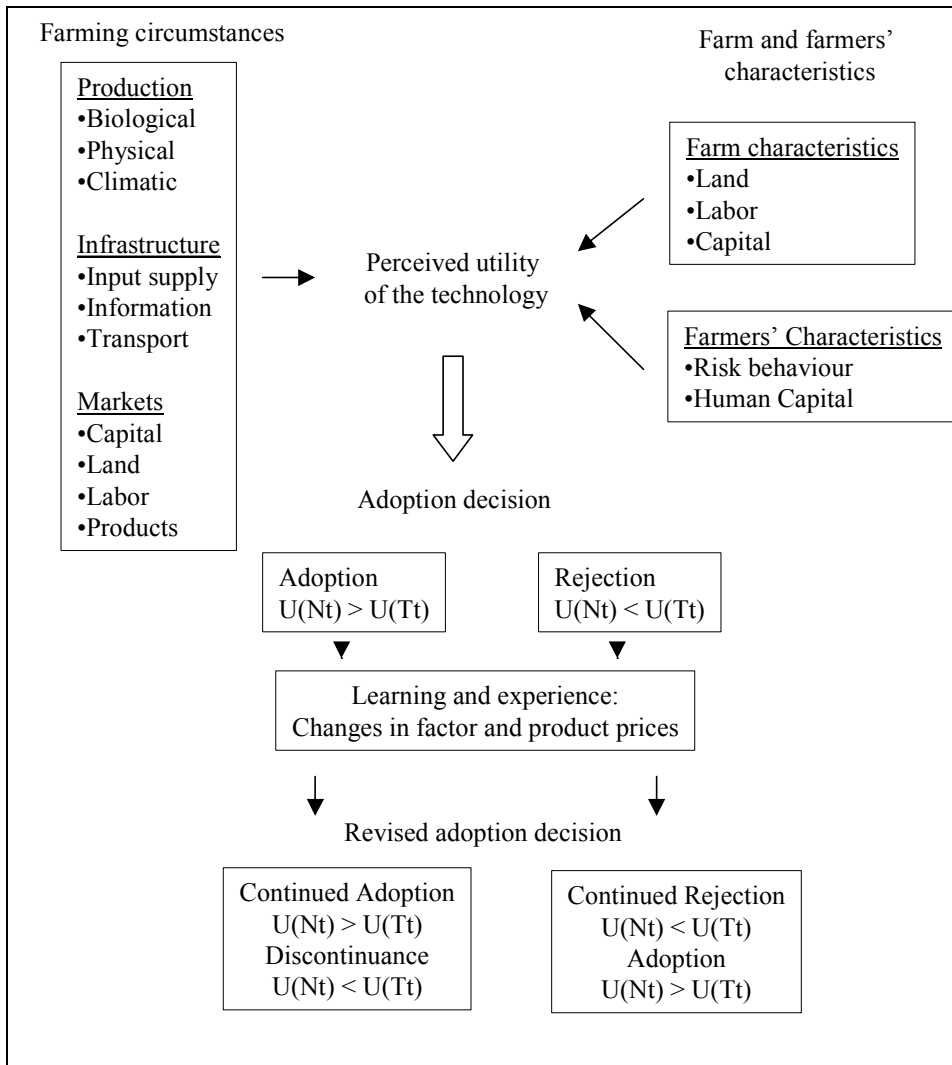 Farming circumstances
Production
•Biological
•Physical
•Climatic
Infrastructure
•Input supply
•Information
•Transport
Markets
•Capital
•Land
•Labor
•Products
Farm and farmers’
characteristics
Farm characteristics
•Land
•Labor
•Capital
Farmers’ Characteristics
•Risk behaviour
•Human Capital
Perceived utility
of the technology
Adoption decision
Adoption
U(Nt) > U(Tt)
Rejection
U(Nt) < U(Tt)
Learning and experience:
Changes in factor and product prices
Revised adoption decision
Continued Adoption
U(Nt) > U(Tt)
Discontinuance
U(Nt) < U(Tt)
Continued Rejection
U(Nt) < U(Tt)
Adoption
U(Nt) > U(Tt)